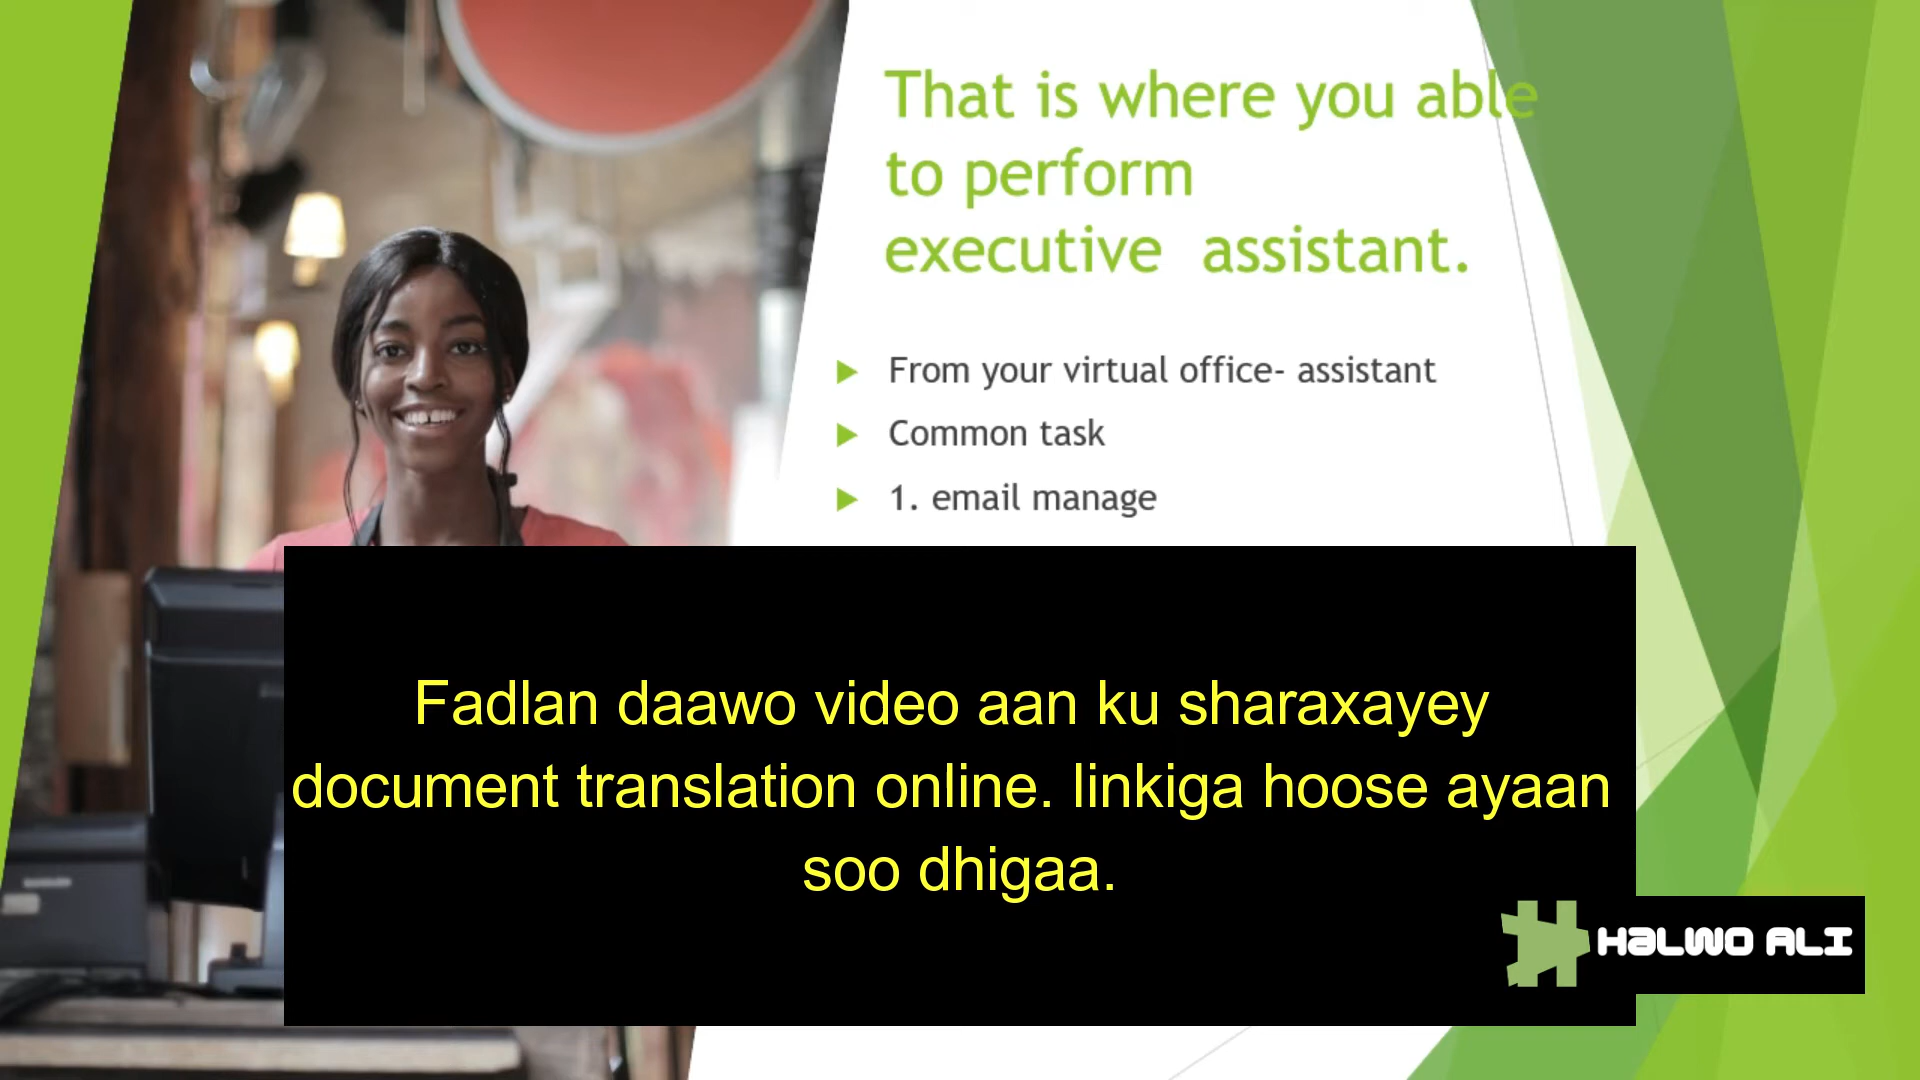 That is where you able
to perform
executive assistant.
From your virtual office- assistant
Common task
1. email manage
Fadlan daawo video aan ku sharaxayey
document translation online. linkiga hoose ayaan
soo dhigaa.
HALWO ALI